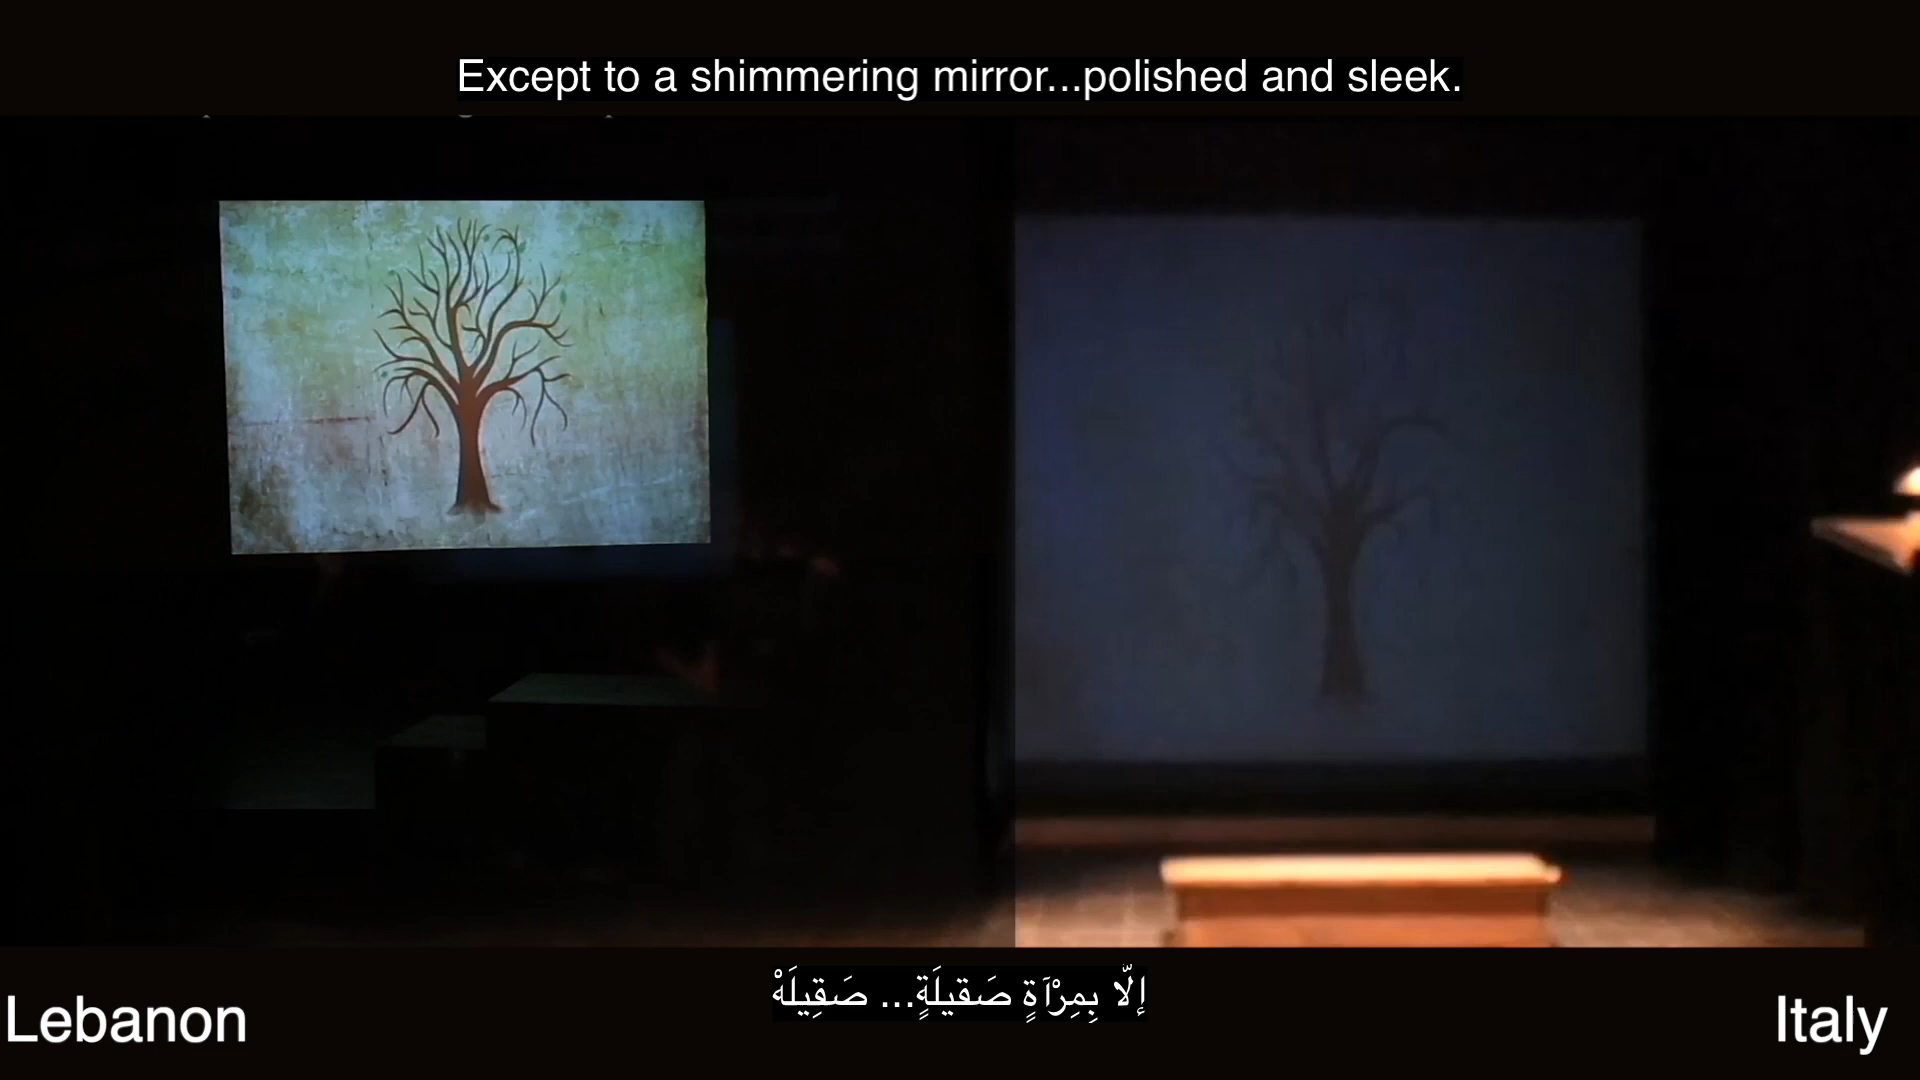 Except to a shimmering mirror...polished and sleek.
إلّا بِمِرْآةٍ صَقيلَةٍ... صَقِيلَهْ
Lebanon
Italy